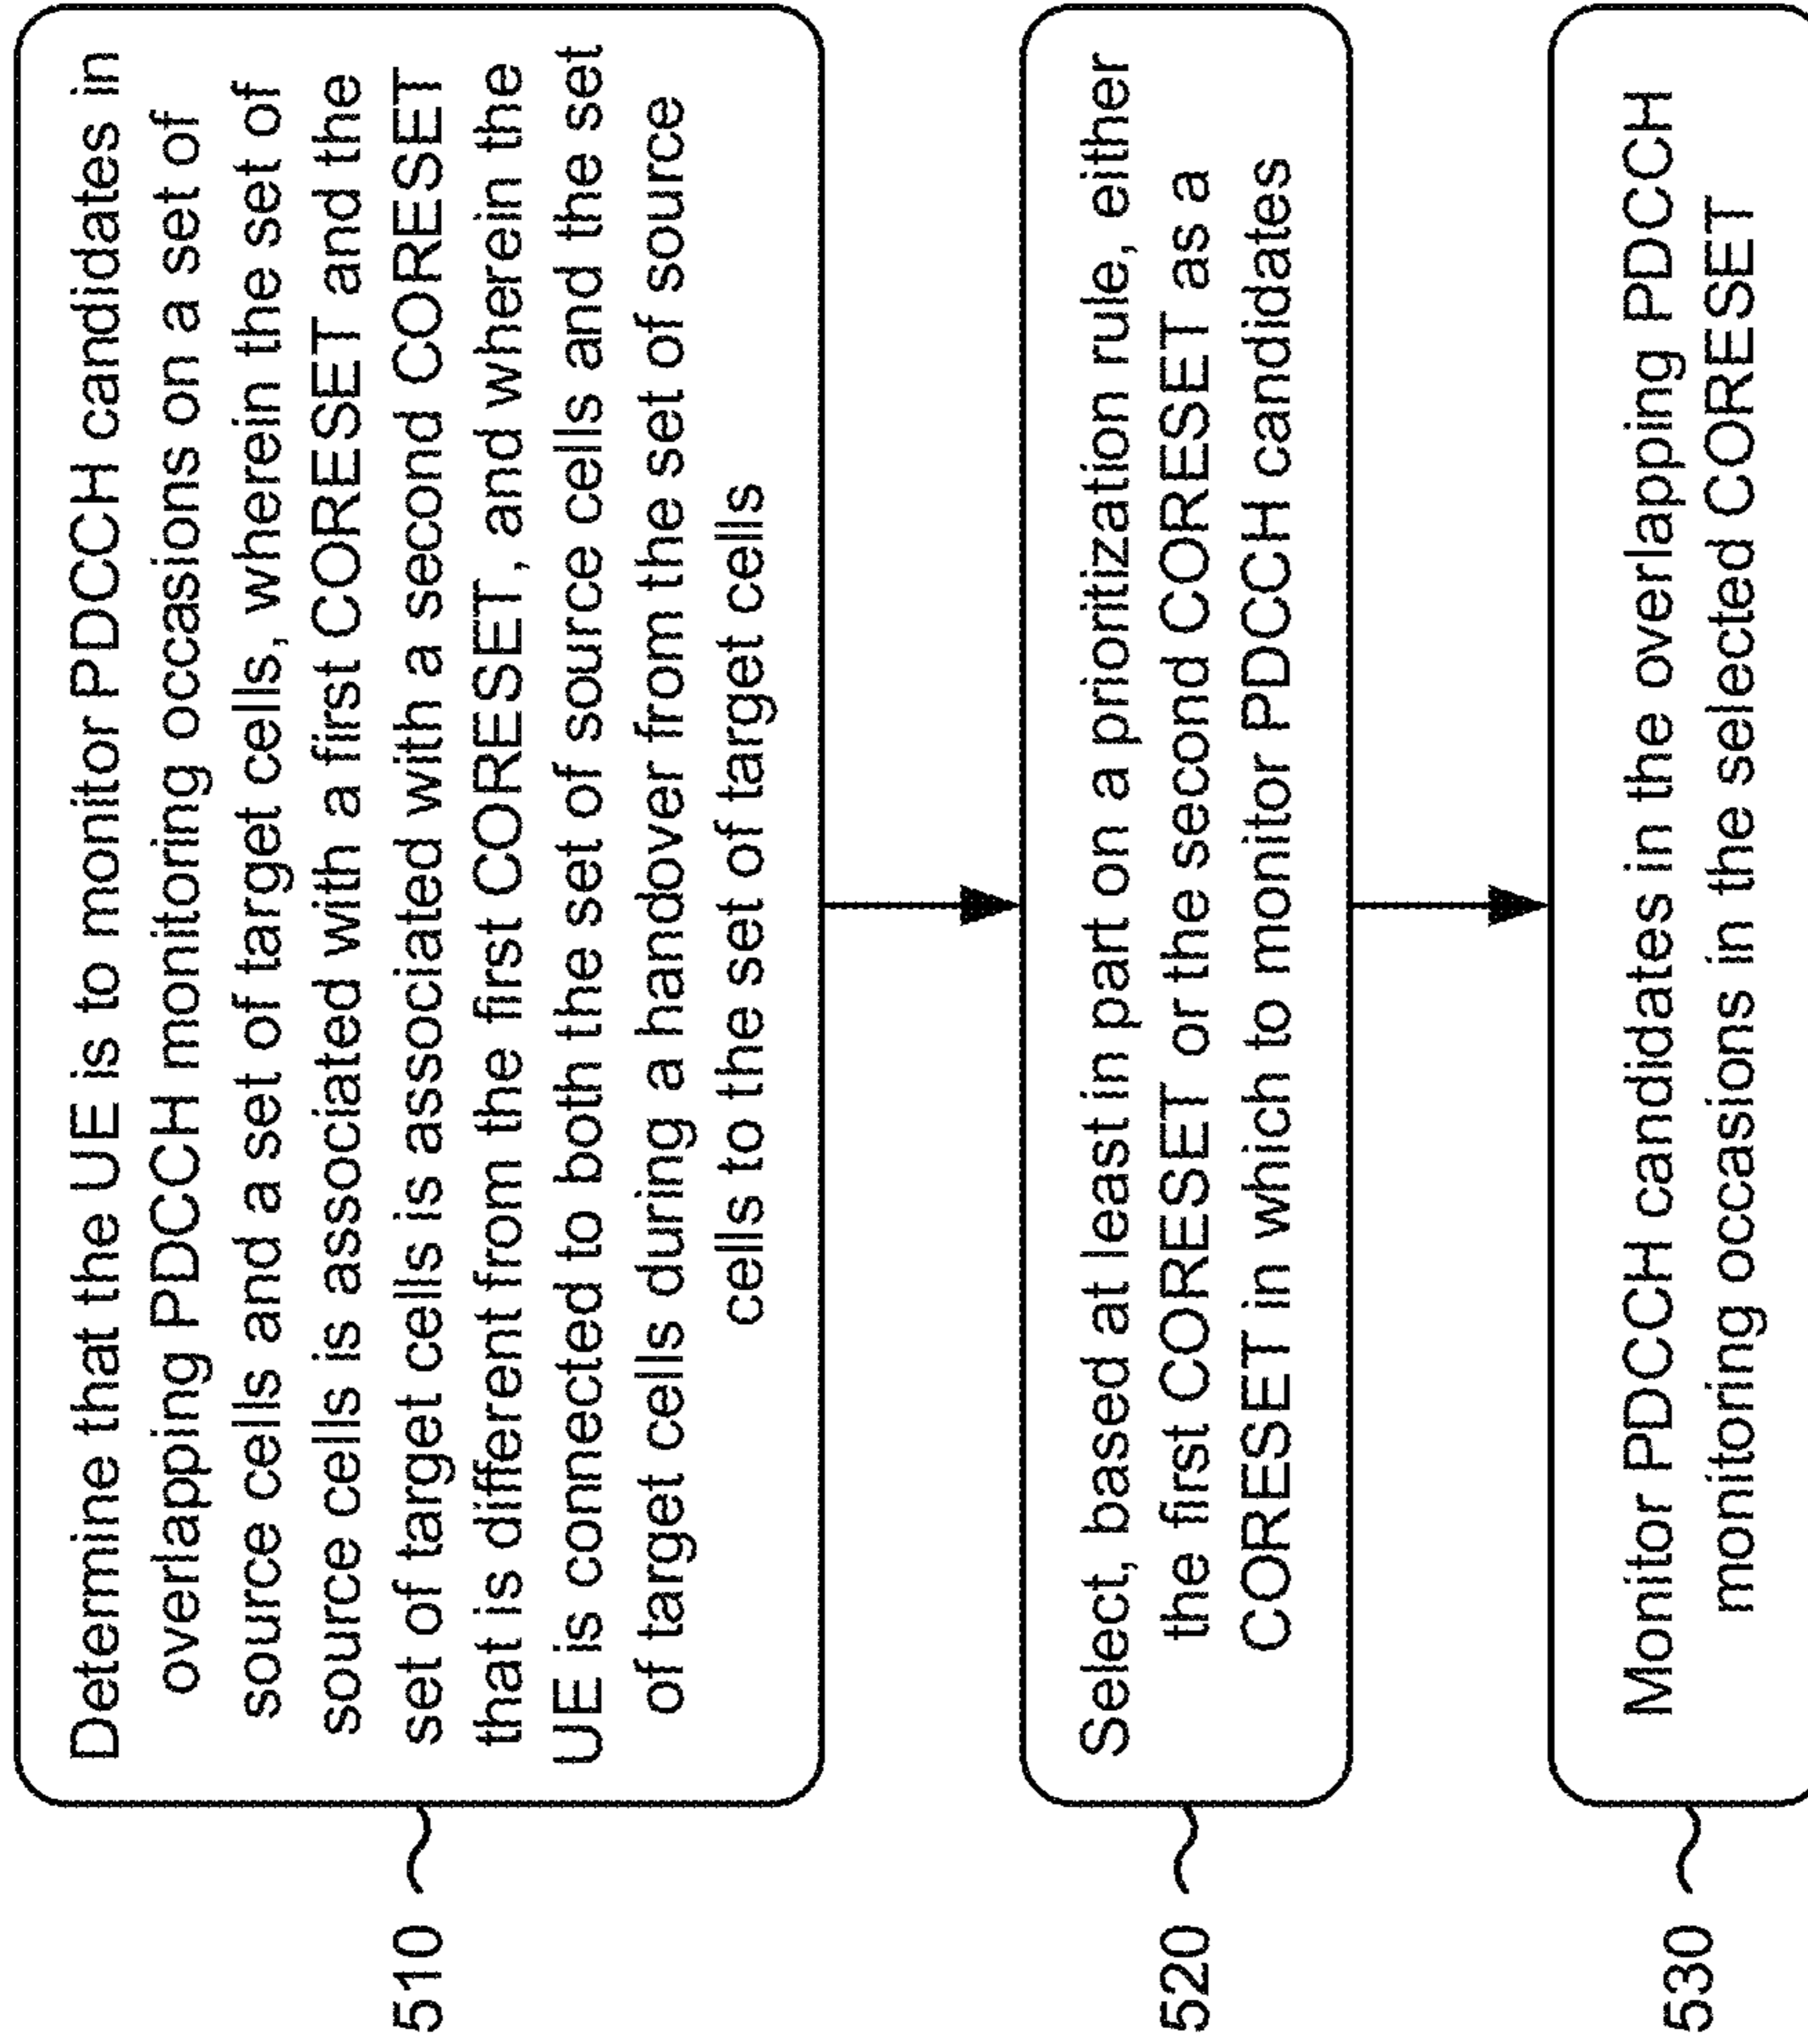 510
Determine that the UE is to monitor PDCCH candidates in
overlapping PDCCH monitoring occasions on a set of
source cells and a set of target cells, wherein the set of
source cells is associated with a first CORESET and the
set of target cells is associated with a second CORESET
that is different from the first CORESET, and wherein the
UE is connected to both the set of source cells and the set
of target cells during a handover from the set of source
cells to the set of target cells
520
Select, based at least in part on a prioritization rule, either
the first CORESET or the second CORESET as a
CORESET in which to monitor PDCCH candidates
530
Monitor PDCCH candidates in the overlapping PDCCH
monitoring occasions in the selected CORESET